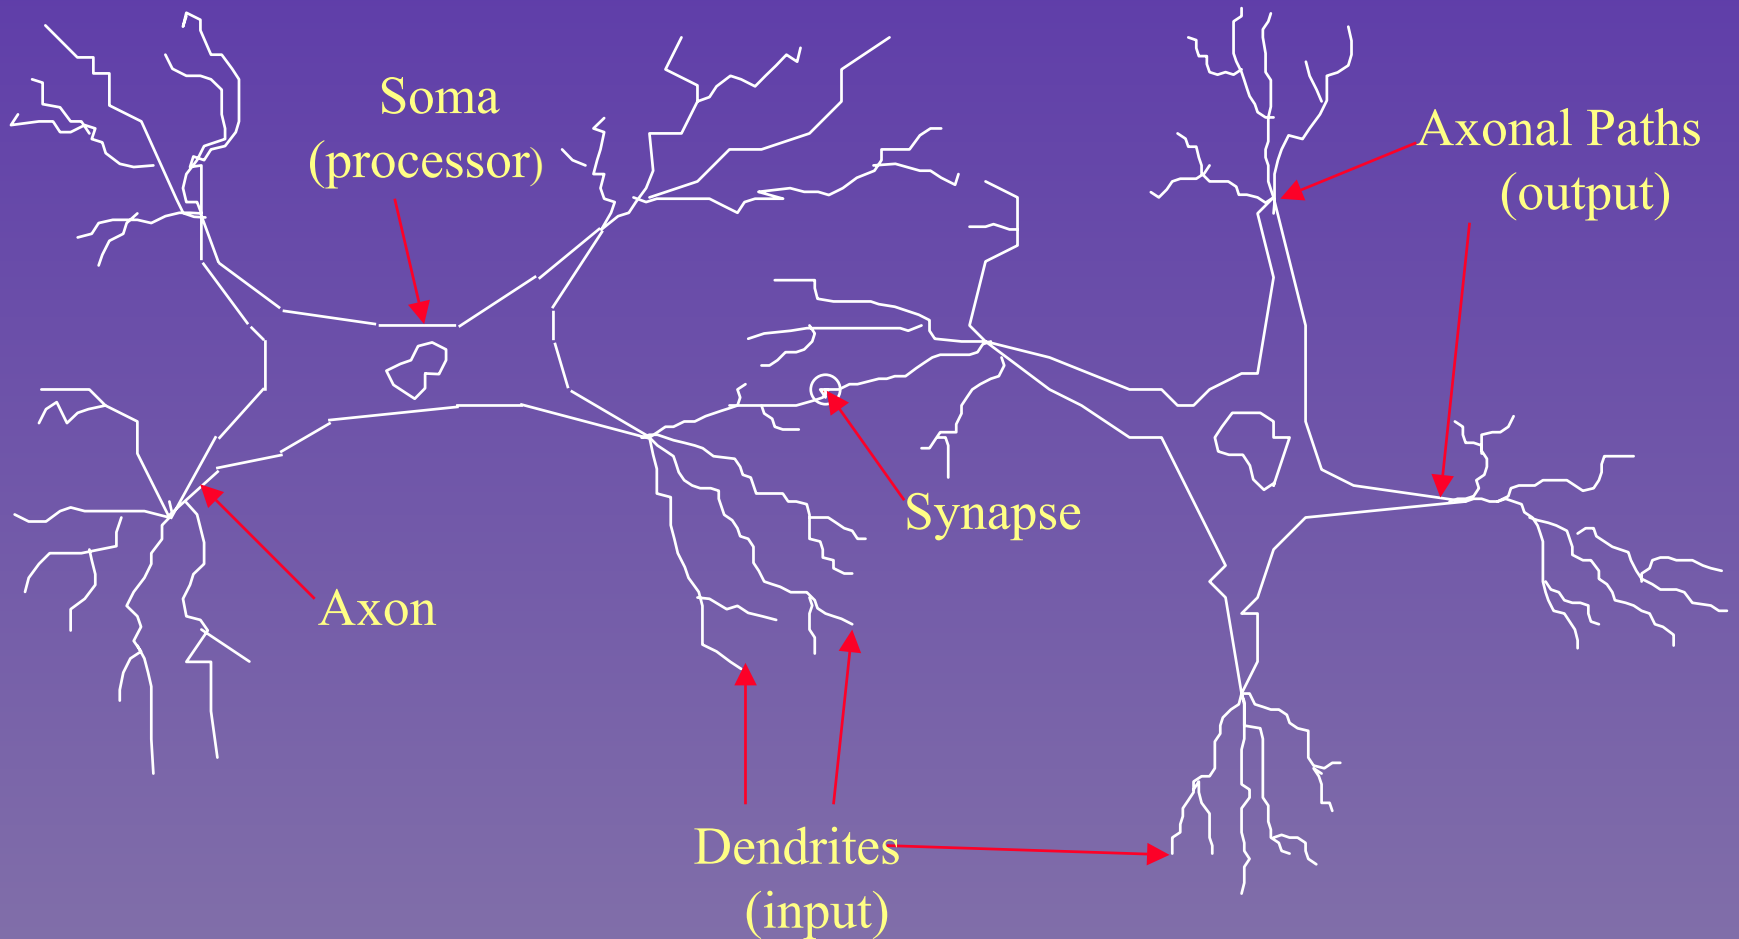 Soma
(processor)
Axonal Paths
(output)
Synapse
Axon
Dendrites
(input)